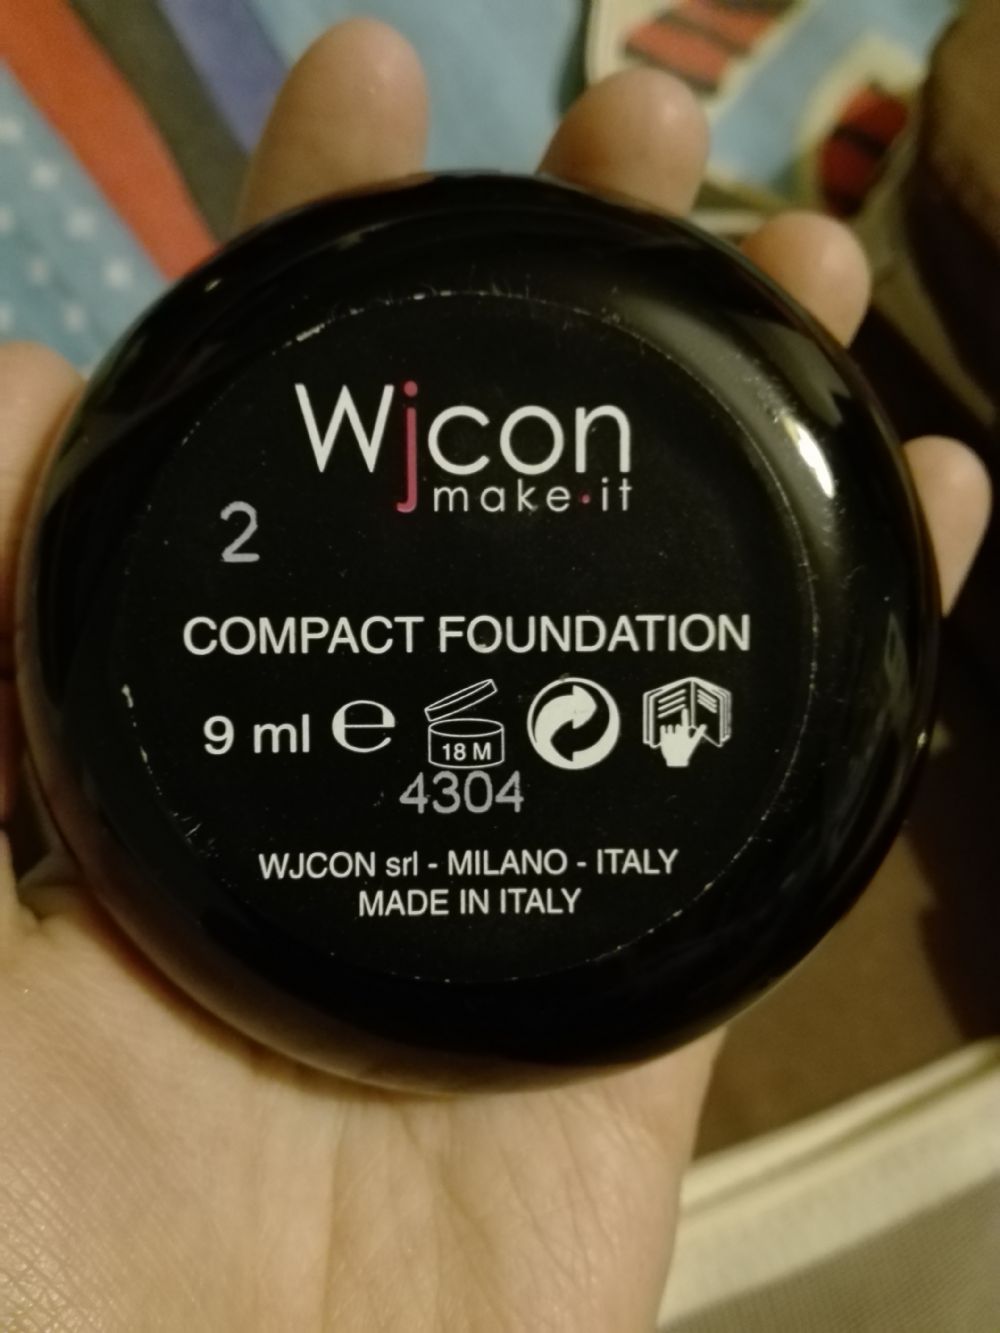 Wjcon
make·it
2
COMPACT FOUNDATION
9 ml ℮ 18 M
4304
WJCON srl - MILANO - ITALY
MADE IN ITALY